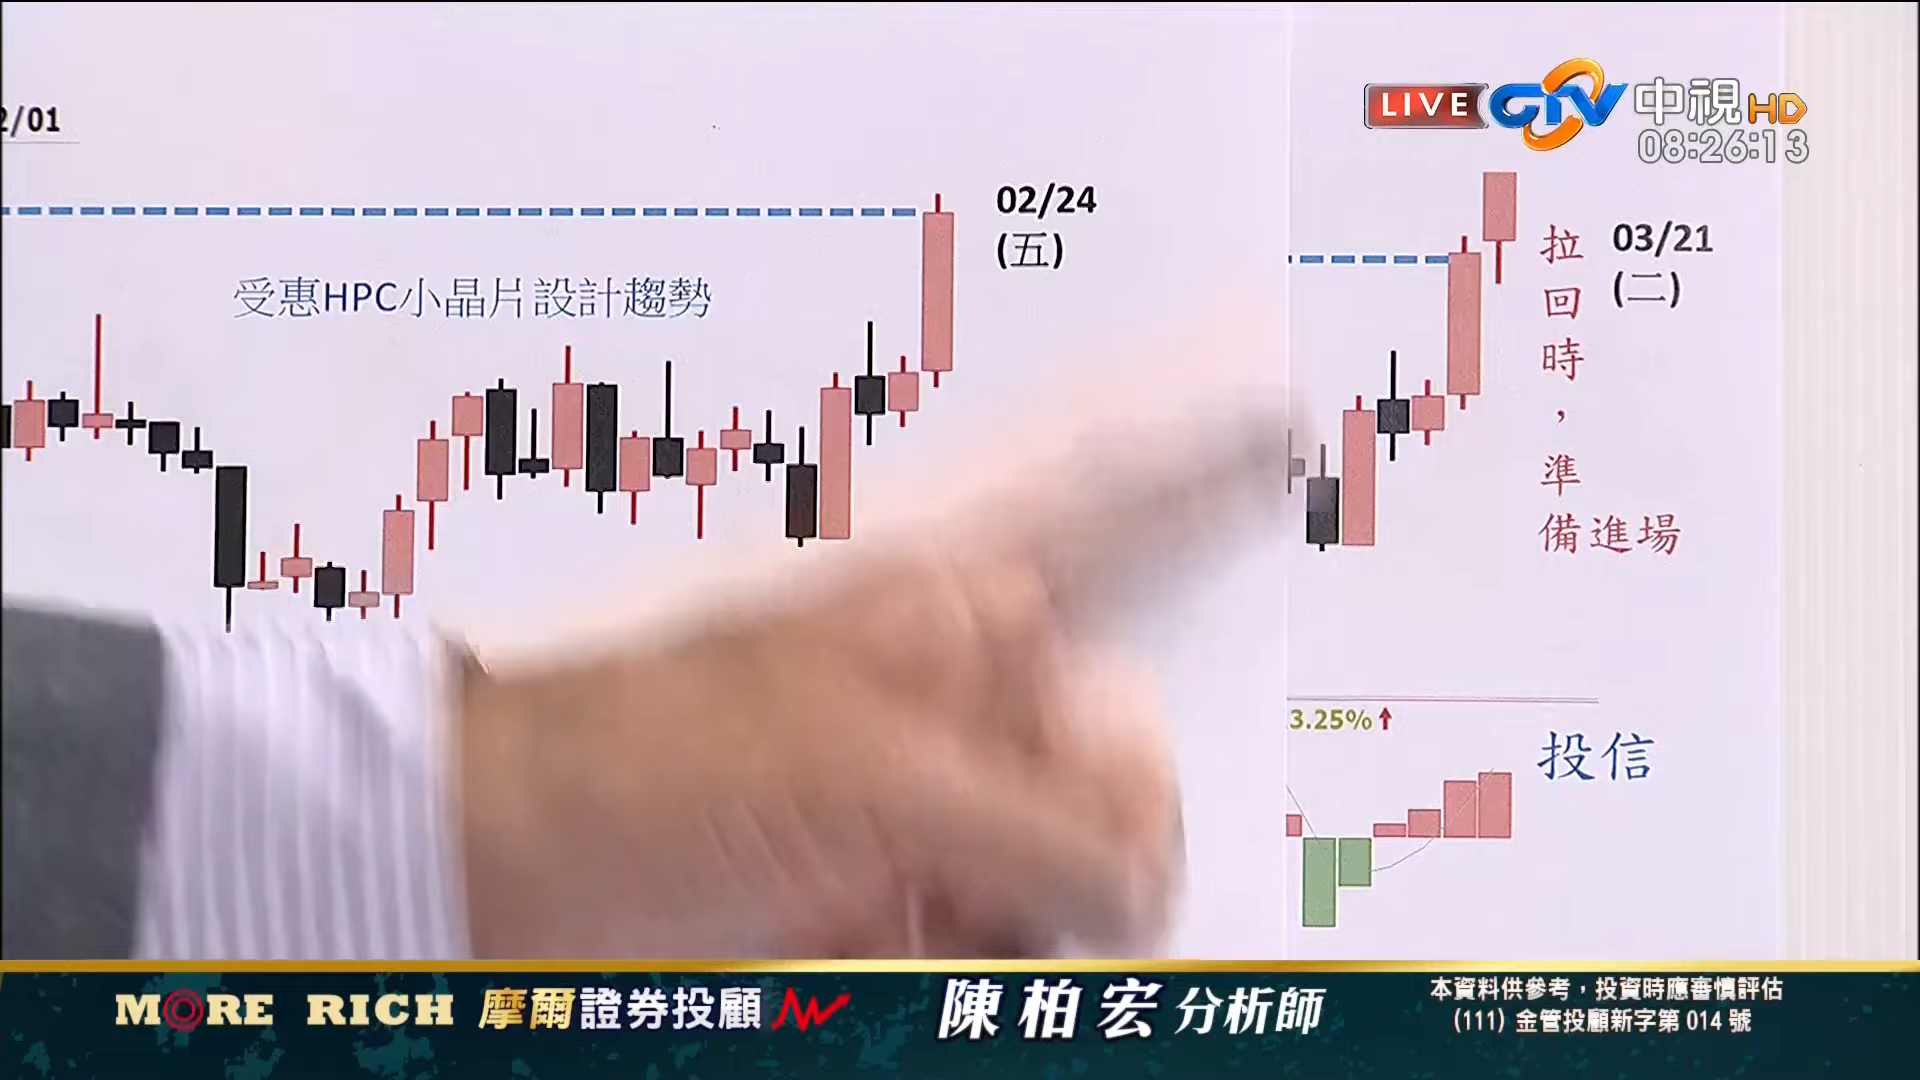 2/01
LIVE CTV 中視HD
08:26:13
02/24
(五)
受惠HPC小晶片設計趨勢
03/21
(二)
拉
回
時
，
準
備進場
3.25%↑
投信
MORE RICH 摩爾證券投顧 陳柏宏分析師
本資料供參考，投資時應審慎評估
(111) 金管投顧新字第 014 號